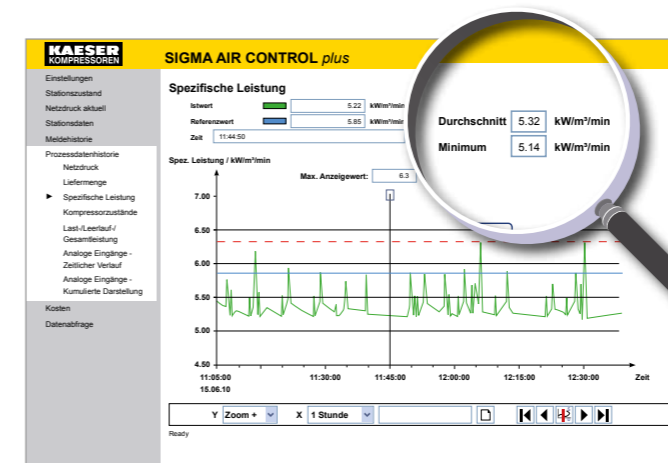 KAESER
KOMPRESSOREN
SIGMA AIR CONTROL plus
Einstellungen
Stationszustand
Netzdruck aktuell
Stationsdaten
Meldehistorie
Prozessdatenhistorie
Netzdruck
Liefermenge
Spezifische Leistung
Kompressorzustände
Last-/Leerlauf-/
Gesamtleistung
Analoge Eingänge -
Zeitlicher Verlauf
Analoge Eingänge -
Kumulierte Darstellung
Kosten
Datenabfrage
Spezifische Leistung
Istwert 5.22 kW/m³/min
Referenzwert 5.85 kW/m³/min
Zeit 11:44:50
Durchschnitt 5.32 kW/m³/min
Minimum 5.14 kW/m³/min
Spez. Leistung / kW/m³/min
Max. Anzeigewert: 6.3
7.00
6.50
6.00
5.50
5.00
4.50
11:05:00 11:30:00 11:45:00 12:00:00 12:15:00 12:30:00 Zeit
15.06.10
Y Zoom + X 1 Stunde
Ready